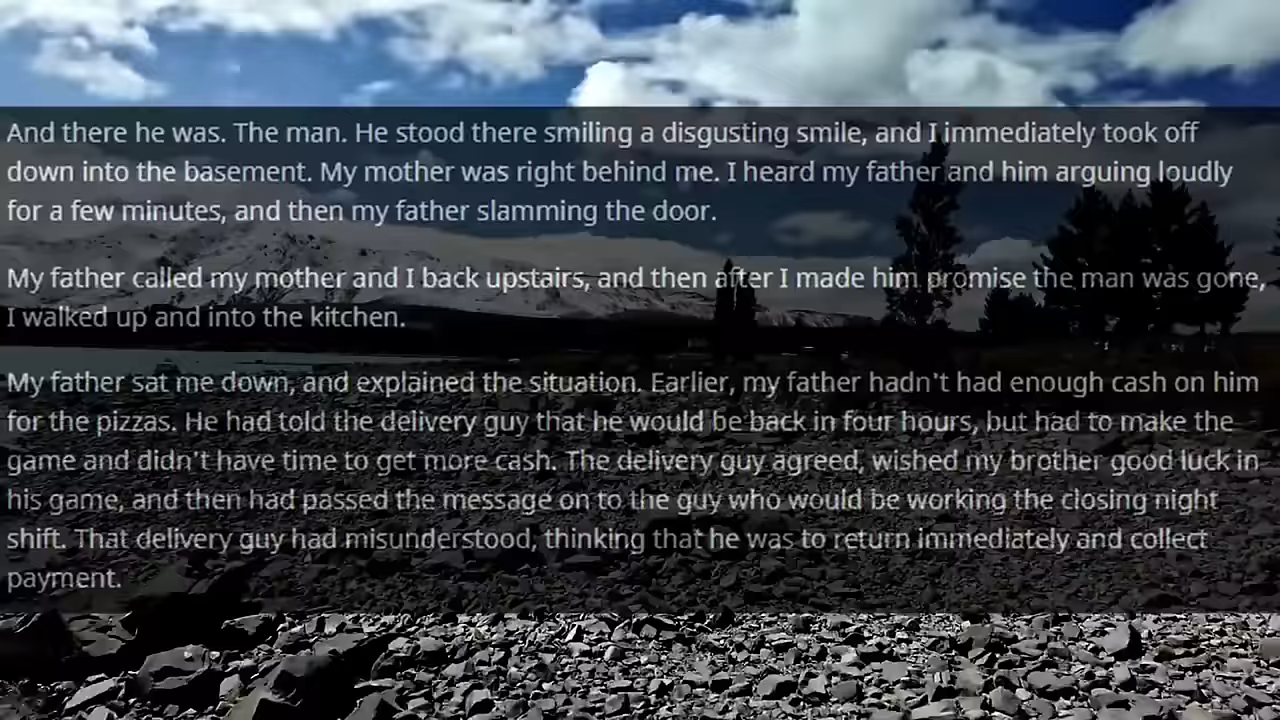 And there he was. The man. He stood there smiling a disgusting smile, and I immediately took off
down into the basement. My mother was right behind me. I heard my father and him arguing loudly
for a few minutes, and then my father slamming the door.
My father called my mother and I back upstairs, and then after I made him promise the man was gone,
I walked up and into the kitchen.
My father sat me down, and explained the situation. Earlier, my father hadn't had enough cash on him
for the pizzas. He had told the delivery guy that he would be back in four hours, but had to make the
game and didn't have time to get more cash. The delivery guy agreed, wished my brother good luck in
his game, and then had passed the message on to the guy who would be working the closing night
shift. That delivery guy had misunderstood, thinking that he was to return immediately and collect
payment.